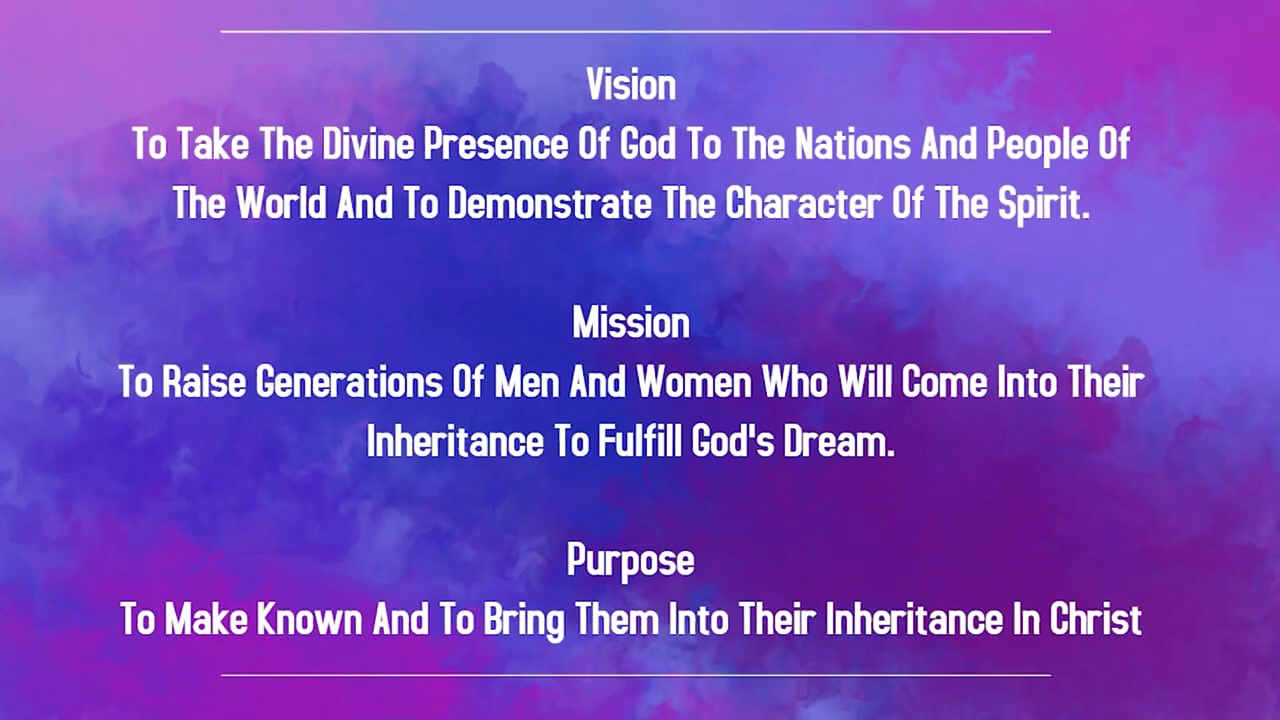 Vision
To Take The Divine Presence Of God To The Nations And People Of
The World And To Demonstrate The Character Of The Spirit.
Mission
To Raise Generations Of Men And Women Who Will Come Into Their
Inheritance To Fulfill God's Dream.
Purpose
To Make Known And To Bring Them Into Their Inheritance In Christ